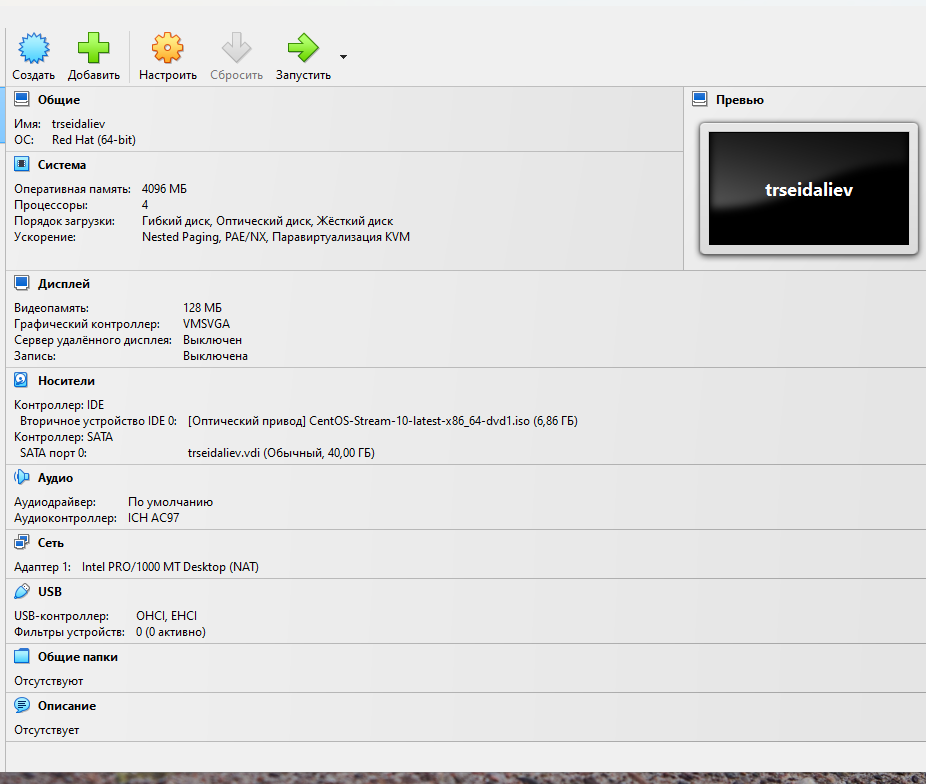 Создать Добавить Настроить Сбросить Запустить
Общие
Имя: trseidaliev
ОС: Red Hat (64-bit)
Превью
trseidaliev
Система
Оперативная память: 4096 МБ
Процессоры: 4
Порядок загрузки: Гибкий диск, Оптический диск, Жёсткий диск
Ускорение: Nested Paging, PAE/NX, Паравиртуализация KVM
Дисплей
Видеопамять: 128 МБ
Графический контроллер: VMSVGA
Сервер удалённого дисплея: Выключен
Запись: Выключена
Носители
Контроллер: IDE
Вторичное устройство IDE 0: [Оптический привод] CentOS-Stream-10-latest-x86_64-dvd1.iso (6,86 ГБ)
Контроллер: SATA
SATA порт 0: trseidaliev.vdi (Обычный, 40,00 ГБ)
Аудио
Аудиодрайвер: По умолчанию
Аудиоконтроллер: ICH AC97
Сеть
Адаптер 1: Intel PRO/1000 MT Desktop (NAT)
USB
USB-контроллер: OHCI, EHCI
Фильтры устройств: 0 (0 активно)
Общие папки
Отсутствуют
Описание
Отсутствует